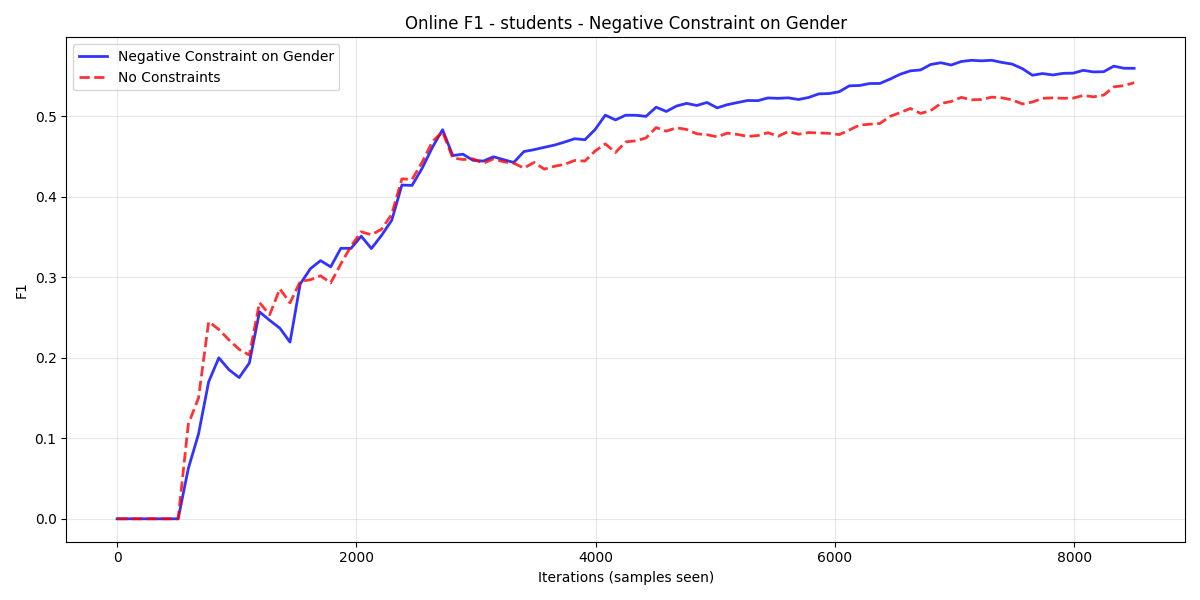 Online F1 - students - Negative Constraint on Gender
Negative Constraint on Gender
No Constraints
F1
0.5
0.4
0.3
0.2
0.1
0.0
0 2000 4000 6000 8000
Iterations (samples seen)